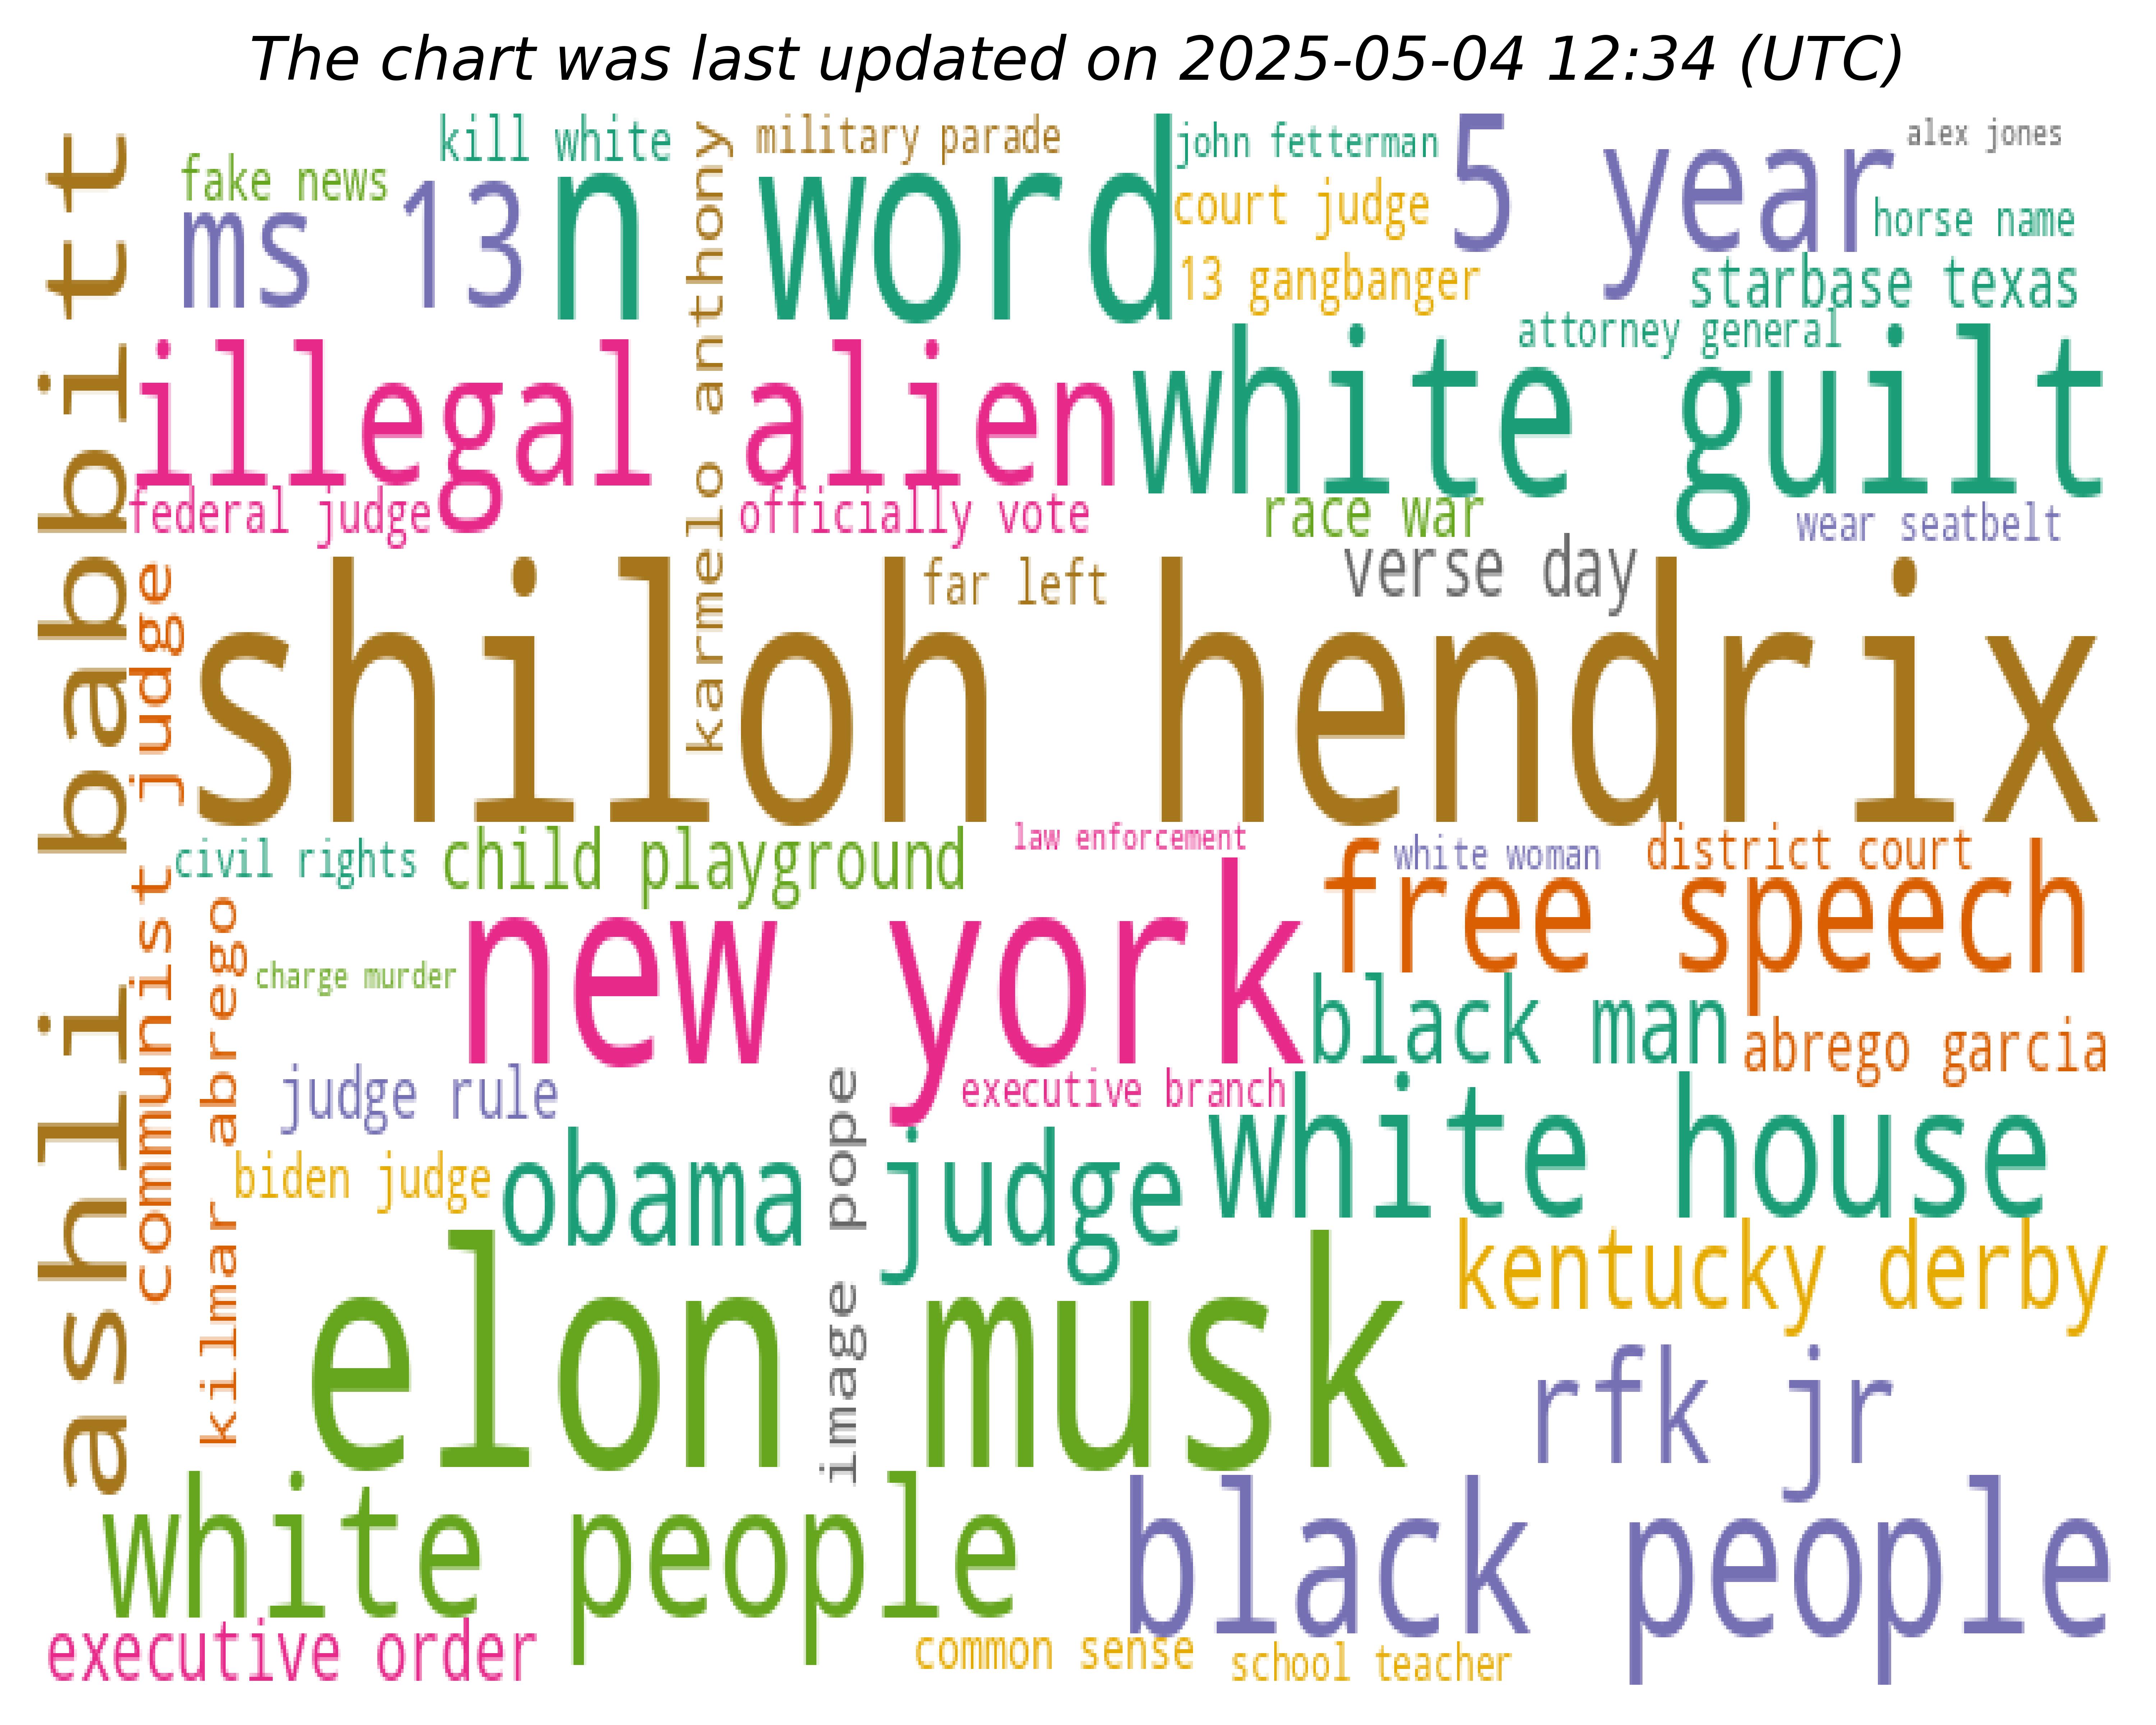 The chart was last updated on 2025-05-04 12:34 (UTC)
ashli babbitt
kill white
military parade
john fetterman
alex jones
fake news
ms 13
n word
karmelo anthony
court judge
5 year
horse name
13 gangbanger
starbase texas
attorney general
illegal alien
white guilt
federal judge
officially vote
race war
wear seatbelt
communist judge
far left
verse day
shiloh hendrix
civil rights
child playground
law enforcement
white woman
district court
free speech
kilmar abrego
charge murder
new york
black man
abrego garcia
judge rule
image pope
executive branch
white house
biden judge
obama judge
kentucky derby
elon musk
rfk jr
white people
black people
executive order
common sense
school teacher